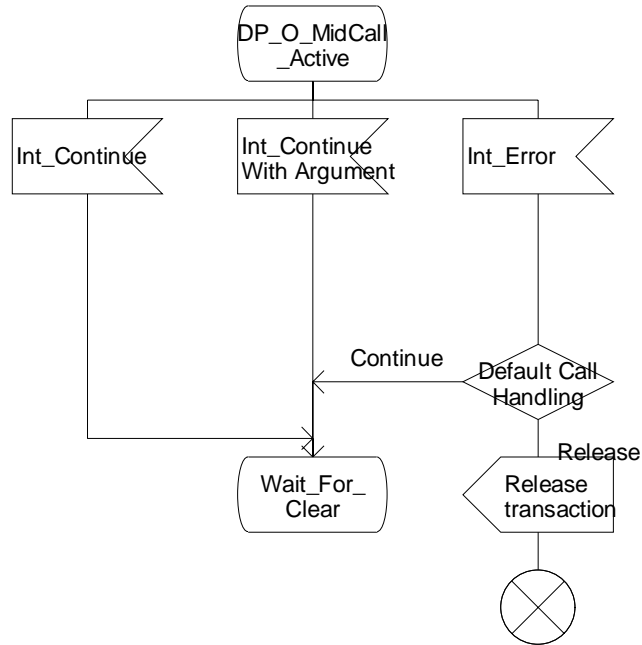 DP_O_MidCall
_Active
Int_Continue
Int_Continue
With Argument
Int_Error
Continue
Default Call
Handling
Release
Wait_For_
Clear
Release
transaction